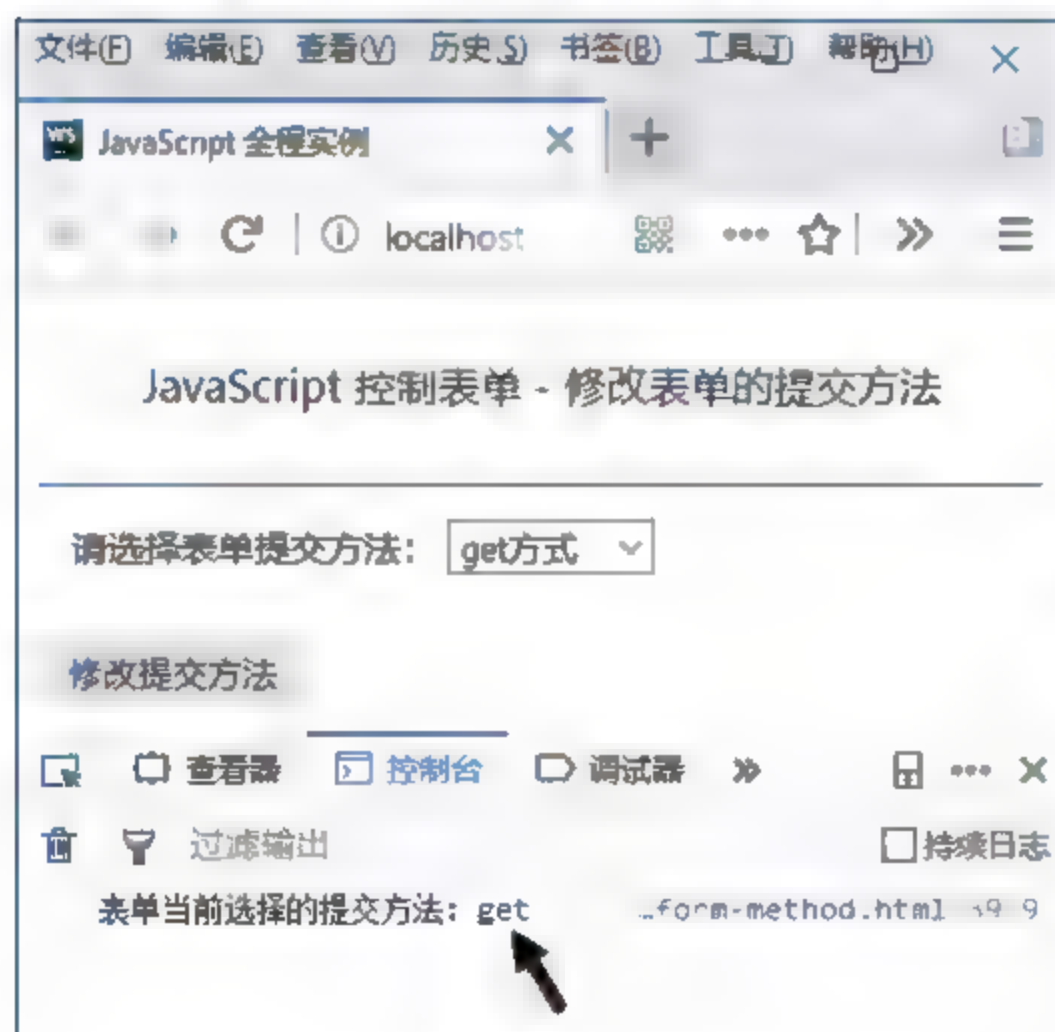 文件(F) 编辑(E) 查看(V) 历史(S) 书签(B) 工具(T) 帮助(H)
JavaScript 全程实例
localhost
JavaScript 控制表单 - 修改表单的提交方法
请选择表单提交方法： get方式
修改提交方法
查看器 控制台 调试器
过滤输出 持续日志
表单当前选择的提交方法：get …form-method.html